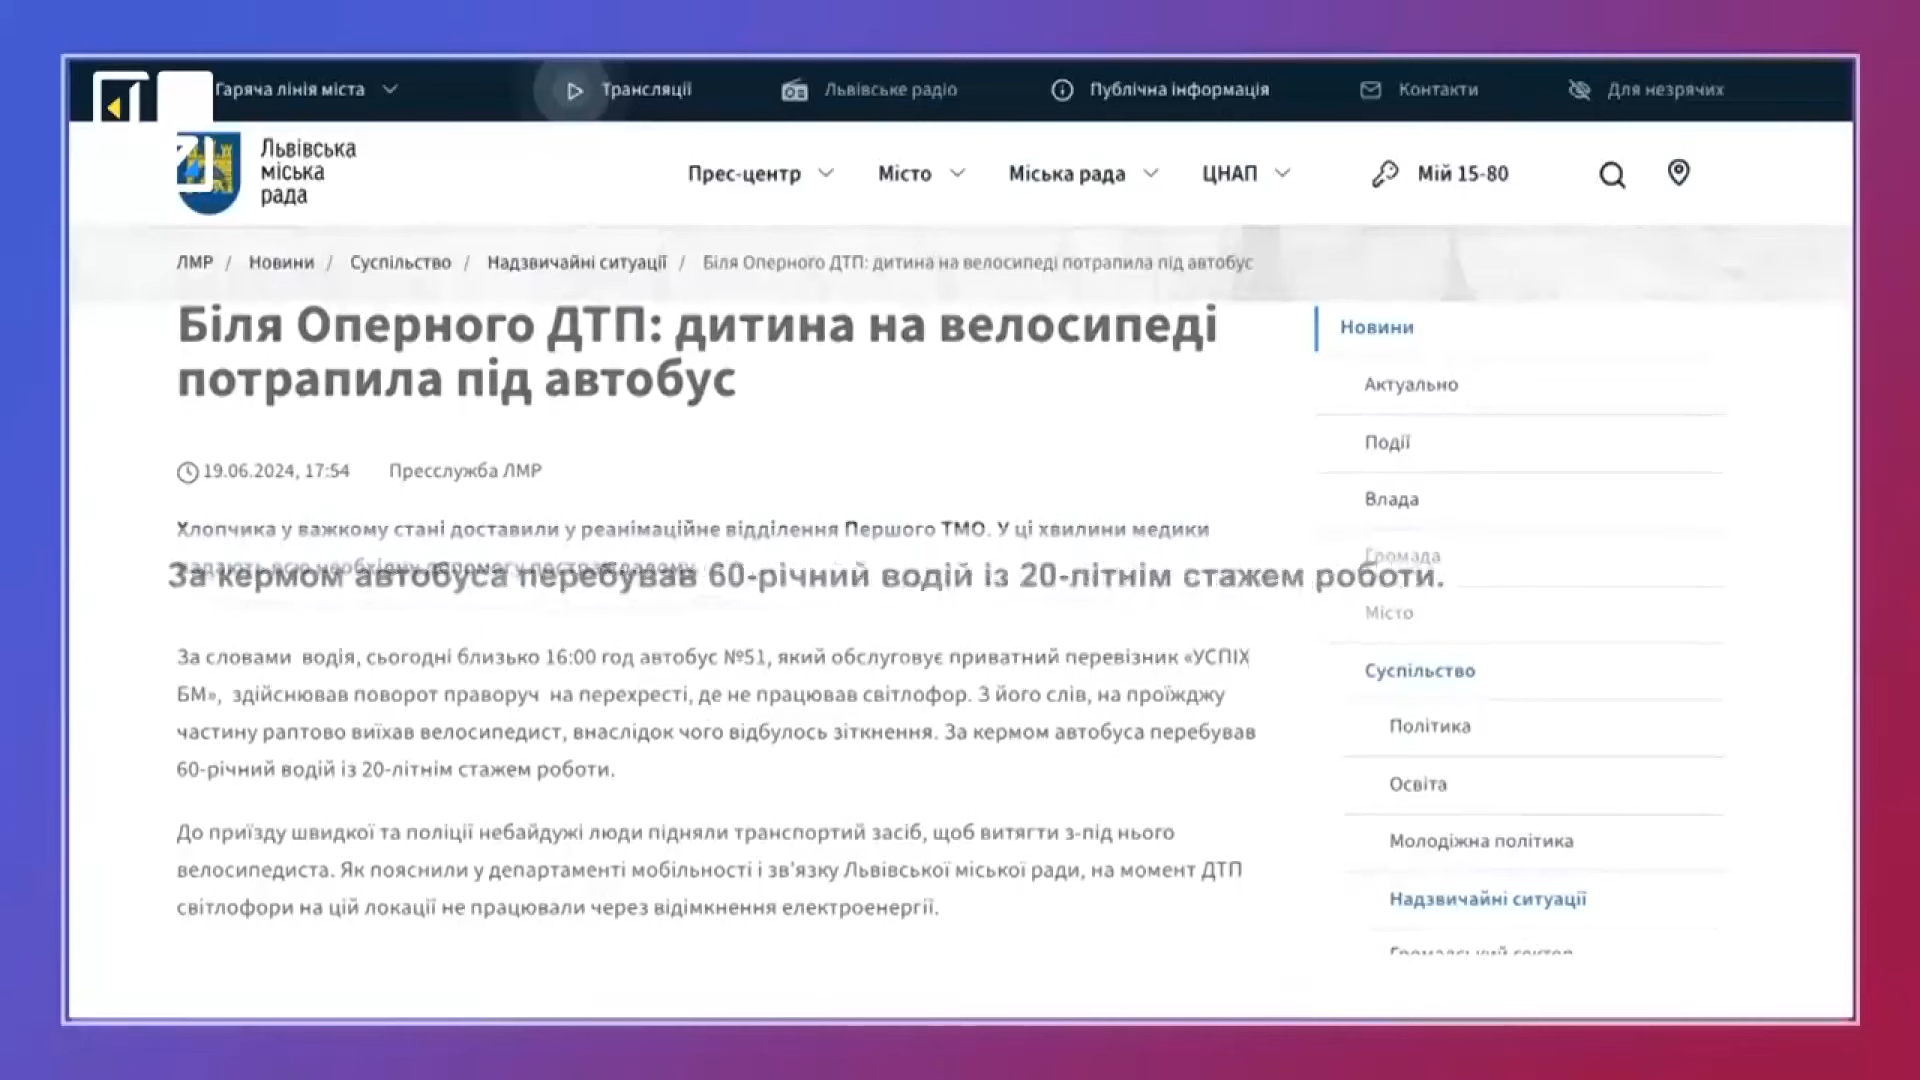 Гаряча лінія міста
Трансляції
Львівське радіо
Публічна інформація
Контакти
Для незрячих
Львівська
міська
рада
Прес-центр
Місто
Міська рада
ЦНАП
Мій 15-80
ЛМР / Новини / Суспільство / Надзвичайні ситуації / Біля Оперного ДТП: дитина на велосипеді потрапила під автобус
Біля Оперного ДТП: дитина на велосипеді
потрапила під автобус
19.06.2024, 17:54 Пресслужба ЛМР
Хлопчика у важкому стані доставили у реанімаційне відділення Першого ТМО. У ці хвилини медики
За кермом автобуса перебував 60-річний водій із 20-літнім стажем роботи.
За словами водія, сьогодні близько 16:00 год автобус №51, який обслуговує приватний перевізник «УСПІХ
БМ», здійснював поворот праворуч на перехресті, де не працював світлофор. З його слів, на проїжджу
частину раптово виїхав велосипедист, внаслідок чого відбулось зіткнення. За кермом автобуса перебував
60-річний водій із 20-літнім стажем роботи.
До приїзду швидкої та поліції небайдужі люди підняли транспортий засіб, щоб витягти з-під нього
велосипедиста. Як пояснили у департаменті мобільності і зв'язку Львівської міської ради, на момент ДТП
світлофори на цій локації не працювали через відімкнення електроенергії.
Новини
Актуально
Події
Влада
Громада
Місто
Суспільство
Політика
Освіта
Молодіжна політика
Надзвичайні ситуації